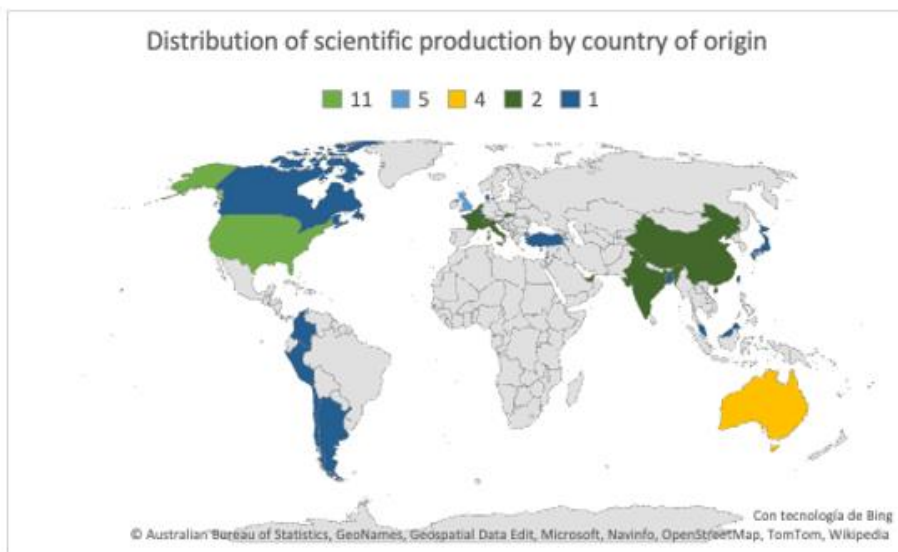 Distribution of scientific production by country of origin
11 5 4 2 1
Con tecnología de Bing
© Australian Bureau of Statistics, GeoNames, Geospatial Data Edit, Microsoft, Navinfo, OpenStreetMap, TomTom, Wikipedia